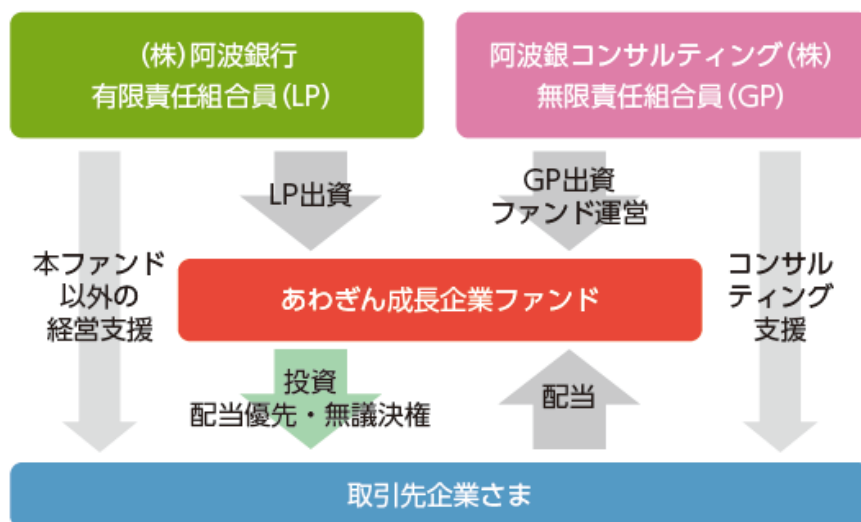 (株)阿波銀行
有限責任組合員(LP)
阿波銀コンサルティング(株)
無限責任組合員(GP)
LP出資
GP出資
ファンド運営
本ファンド
以外の
経営支援
あわぎん成長企業ファンド
コンサル
ティング
支援
投資
配当優先・無議決権
配当
取引先企業さま